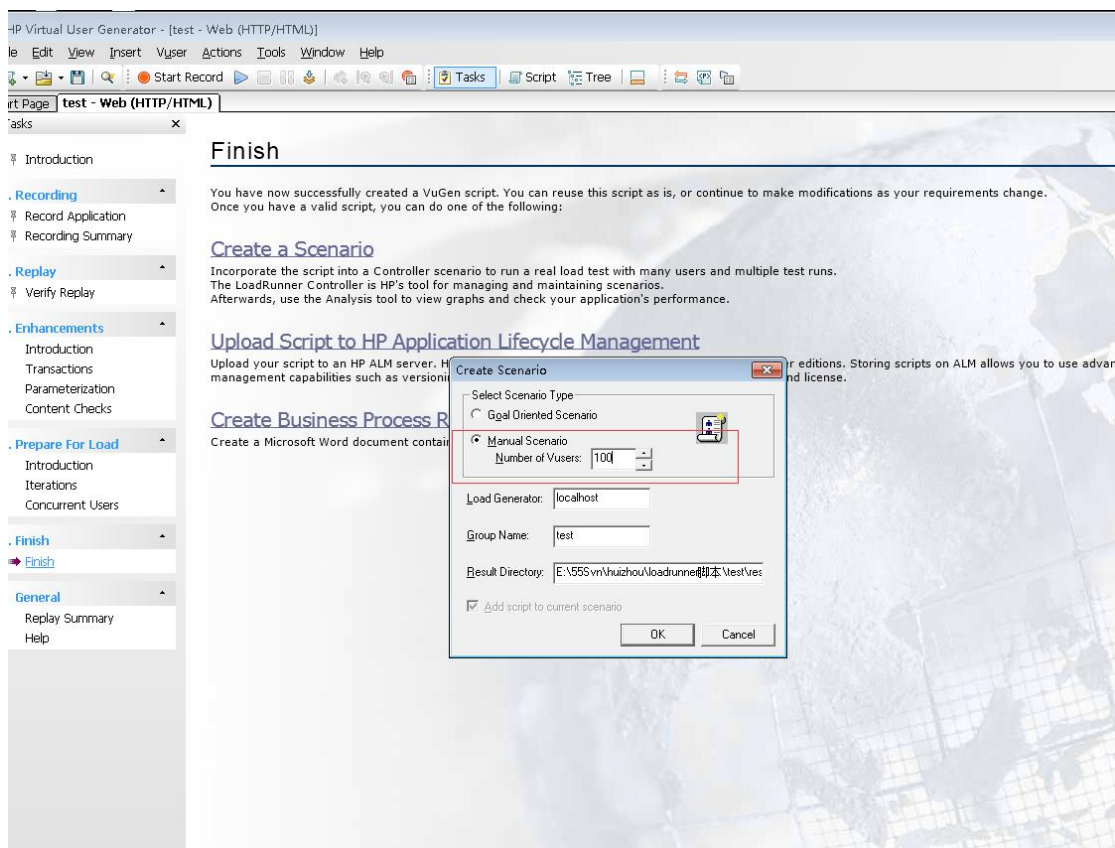 HP Virtual User Generator - [test - Web (HTTP/HTML)]
Edit View Insert Vuser Actions Tools Window Help
Start Record Tasks Script Tree
Page test - Web (HTTP/HTML)
Introduction
Recording
Record Application
Recording Summary
Replay
Verify Replay
Enhancements
Introduction
Transactions
Parameterization
Content Checks
Prepare For Load
Introduction
Iterations
Concurrent Users
Finish
Finish
General
Replay Summary
Help
Finish
You have now successfully created a VuGen script. You can reuse this script as is, or continue to make modifications as your requirements change.
Once you have a valid script, you can do one of the following:
Create a Scenario
Incorporate the script into a Controller scenario to run a real load test with many users and multiple test runs.
The LoadRunner Controller is HP's tool for managing and maintaining scenarios.
Afterwards, use the Analysis tool to view graphs and check your application's performance.
Upload Script to HP Application Lifecycle Management
Upload your script to an HP ALM server. editions. Storing scripts on ALM allows you to use
management capabilities such as license.
Create Business Process
Create a Microsoft Word document
Create Scenario
Select Scenario Type
Goal Oriented Scenario
Manual Scenario
Number of Vusers: 100
Load Generator: localhost
Group Name: test
Result Directory: E:\55Svn\huizhou\loadrunner脚本\test\res
Add script to current scenario
OK Cancel